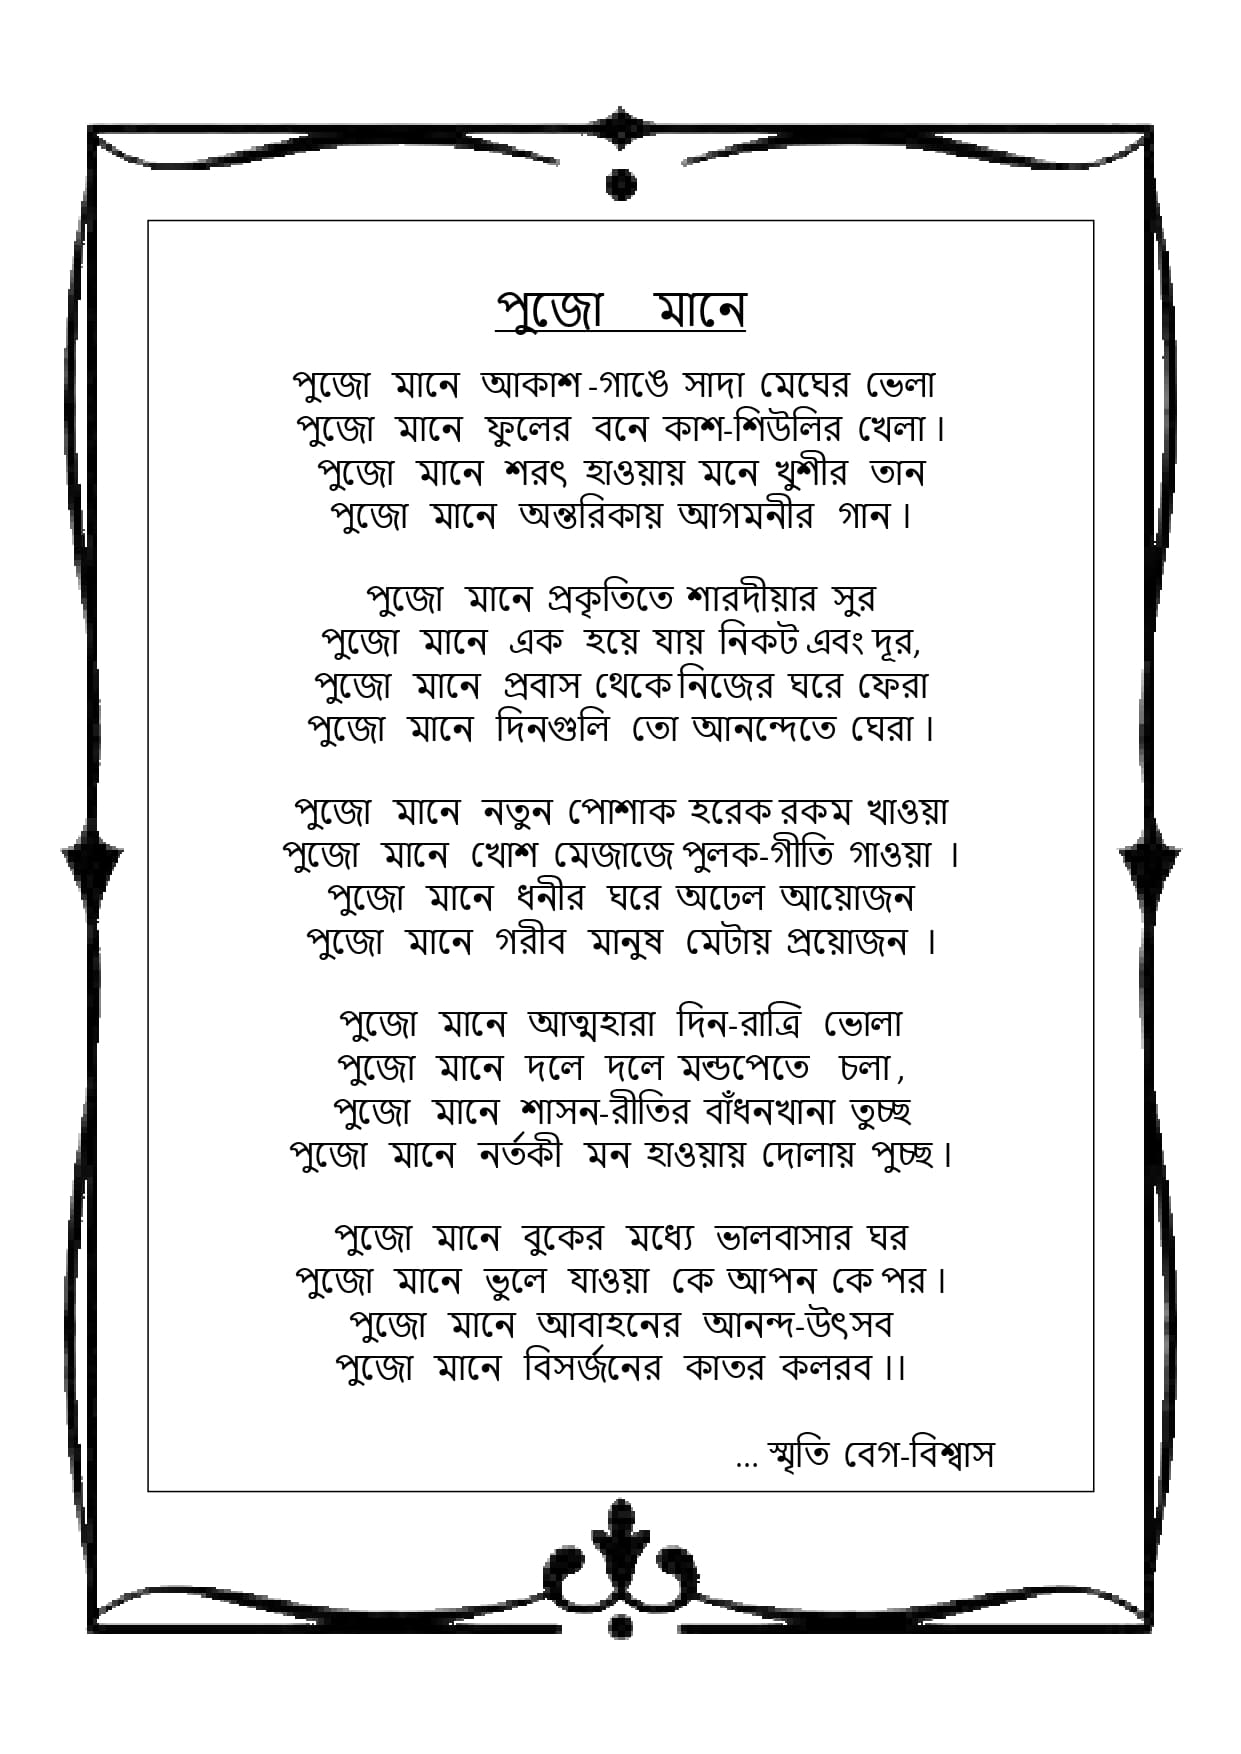 পুজো মানে
পুজো মানে আকাশ -গাঙে সাদা মেঘের ভেলা
পুজো মানে ফুলের বনে কাশ-শিউলির খেলা।
পুজো মানে শরৎ হাওয়ায় মনে খুশীর তান
পুজো মানে অন্তরিকায় আগমনীর গান।
পুজো মানে প্রকৃতিতে শারদীয়ার সুর
পুজো মানে এক হয়ে যায় নিকট এবং দূর,
পুজো মানে প্রবাস থেকে নিজের ঘরে ফেরা
পুজো মানে দিনগুলি তো আনন্দেতে ঘেরা।
পুজো মানে নতুন পোশাক হরেক রকম খাওয়া
পুজো মানে খোশ মেজাজে পুলক-গীতি গাওয়া ।
পুজো মানে ধনীর ঘরে অঢেল আয়োজন
পুজো মানে গরীব মানুষ মেটায় প্রয়োজন ।
পুজো মানে আত্মহারা দিন-রাত্রি ভোলা
পুজো মানে দলে দলে মন্ডপেতে চলা,
পুজো মানে শাসন-রীতির বাঁধনখানা তুচ্ছ
পুজো মানে নর্তকী মন হাওয়ায় দোলায় পুচ্ছ।
পুজো মানে বুকের মধ্যে ভালবাসার ঘর
পুজো মানে ভুলে যাওয়া কে আপন কে পর।
পুজো মানে আবাহনের আনন্দ-উৎসব
পুজো মানে বিসর্জনের কাতর কলরব।।
... স্মৃতি বেগ-বিশ্বাস